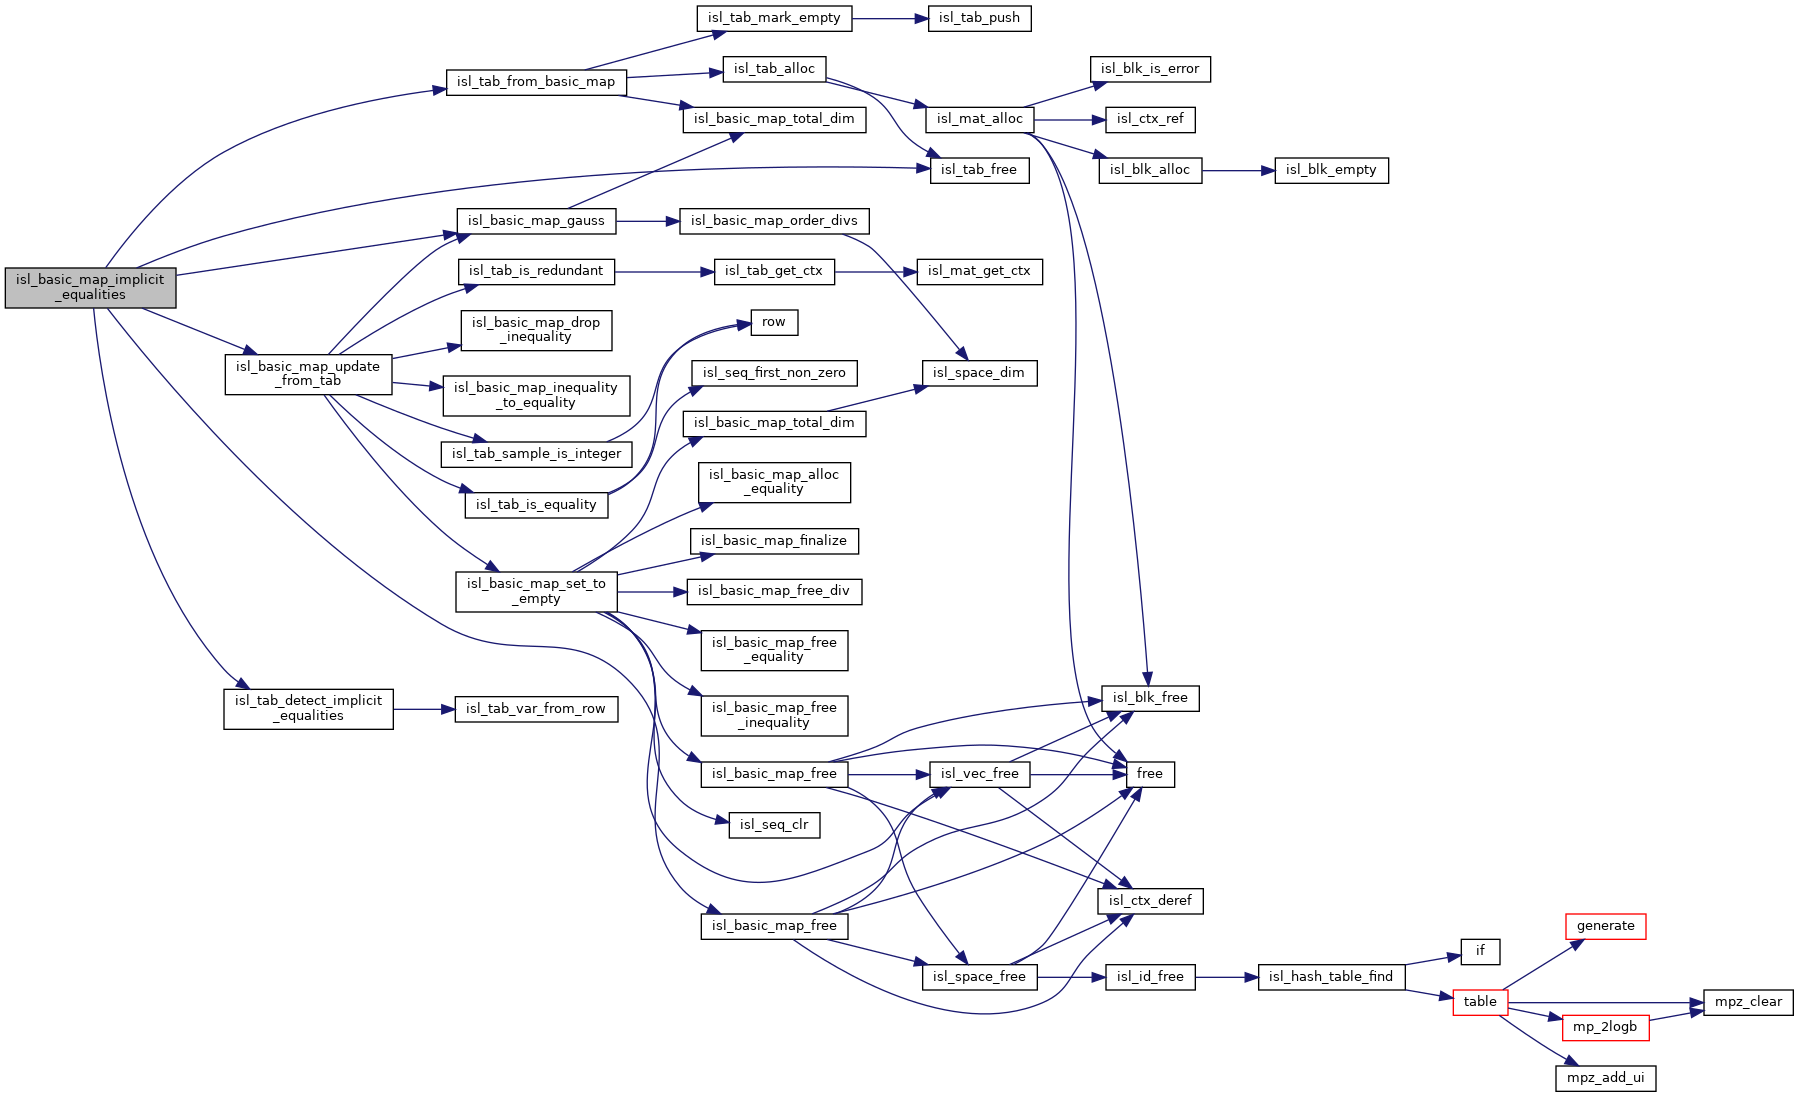 isl_tab_mark_empty
isl_tab_push
isl_tab_from_basic_map
isl_tab_alloc
isl_blk_is_error
isl_basic_map_total_dim
isl_mat_alloc
isl_ctx_ref
isl_tab_free
isl_blk_alloc
isl_blk_empty
isl_basic_map_gauss
isl_basic_map_order_divs
isl_basic_map_implicit
_equalities
isl_tab_is_redundant
isl_tab_get_ctx
isl_mat_get_ctx
isl_basic_map_drop
_inequality
row
isl_basic_map_update
_from_tab
isl_seq_first_non_zero
isl_space_dim
isl_basic_map_inequality
_to_equality
isl_basic_map_total_dim
isl_tab_sample_is_integer
isl_basic_map_alloc
_equality
isl_tab_is_equality
isl_basic_map_finalize
isl_basic_map_set_to
_empty
isl_basic_map_free_div
isl_basic_map_free
_equality
isl_tab_detect_implicit
_equalities
isl_tab_var_from_row
isl_basic_map_free
_inequality
isl_blk_free
isl_basic_map_free
isl_vec_free
free
isl_seq_clr
isl_ctx_deref
isl_basic_map_free
generate
isl_space_free
isl_id_free
isl_hash_table_find
if
table
mpz_clear
mp_2logb
mpz_add_ui